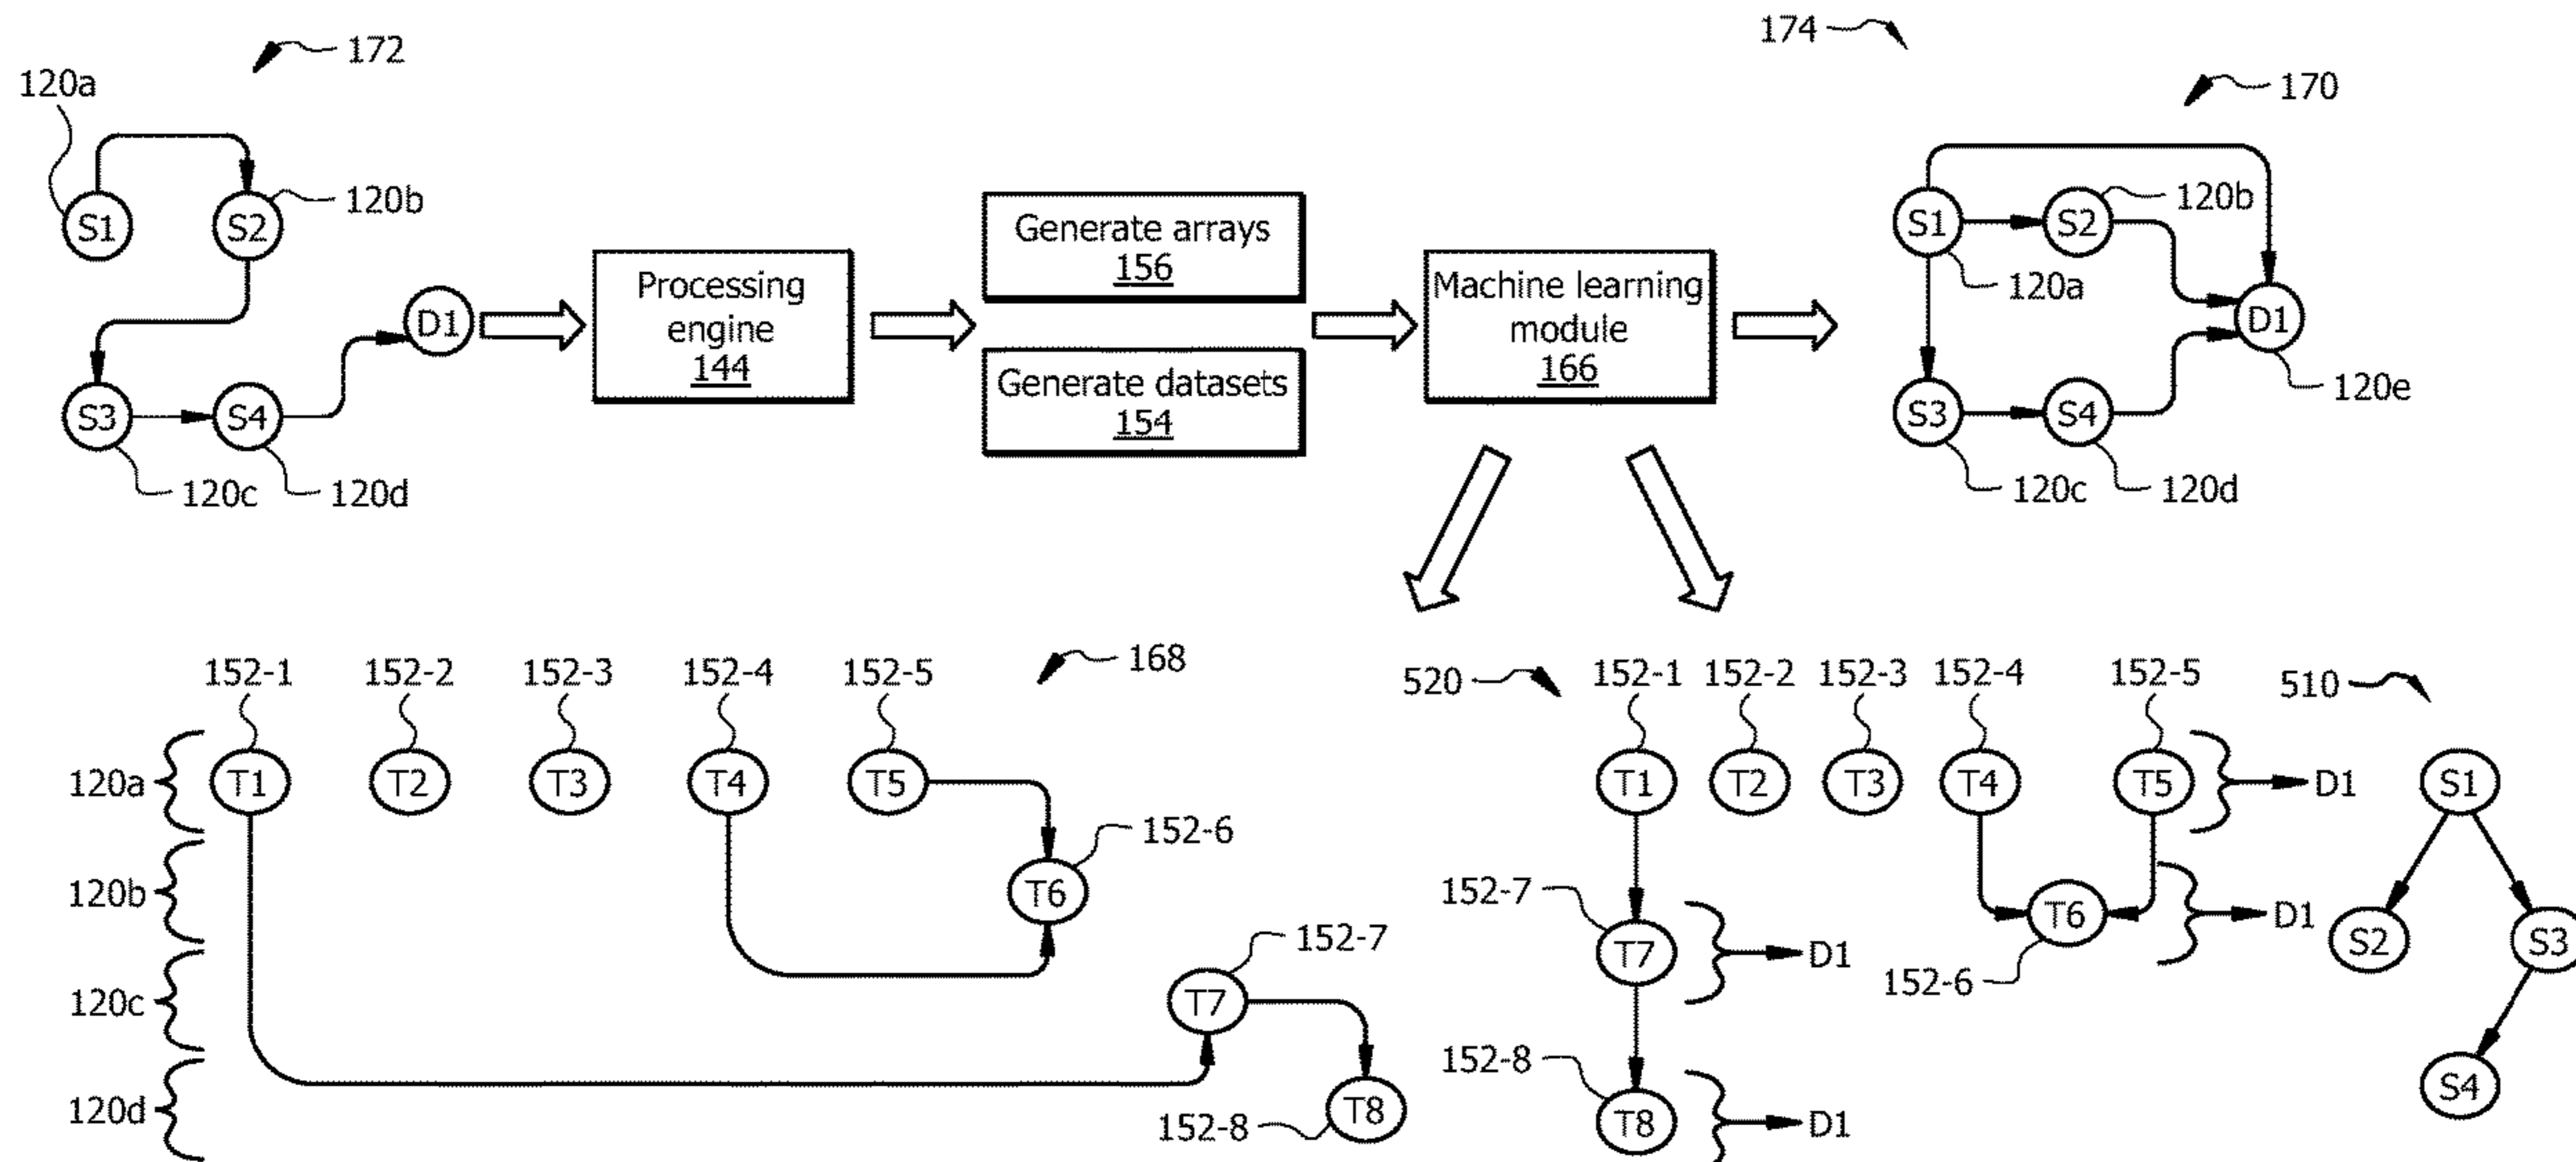 172
174
120a
170
S1
S2
120b
D1
S3
S4
120c
120d
Processing
engine
144
Generate arrays
156
Generate datasets
154
Machine learning
module
166
S1
S2
120b
120a
D1
120e
S3
S4
120c
120d
152-1
152-2
152-3
152-4
152-5
168
120a
T1
T2
T3
T4
T5
152-6
120b
T6
152-7
120c
T7
120d
152-8
T8
520
152-1
152-2
152-3
152-4
152-5
510
T1
T2
T3
T4
T5
D1
S1
152-7
T6
D1
S2
S3
T7
D1
152-6
152-8
T8
D1
S4